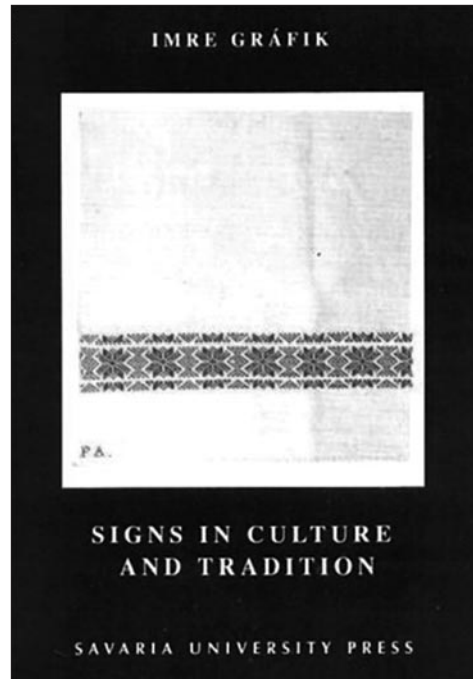 IMRE GRÁFIK
P A.
SIGNS IN CULTURE
AND TRADITION
SAVARIA UNIVERSITY PRESS